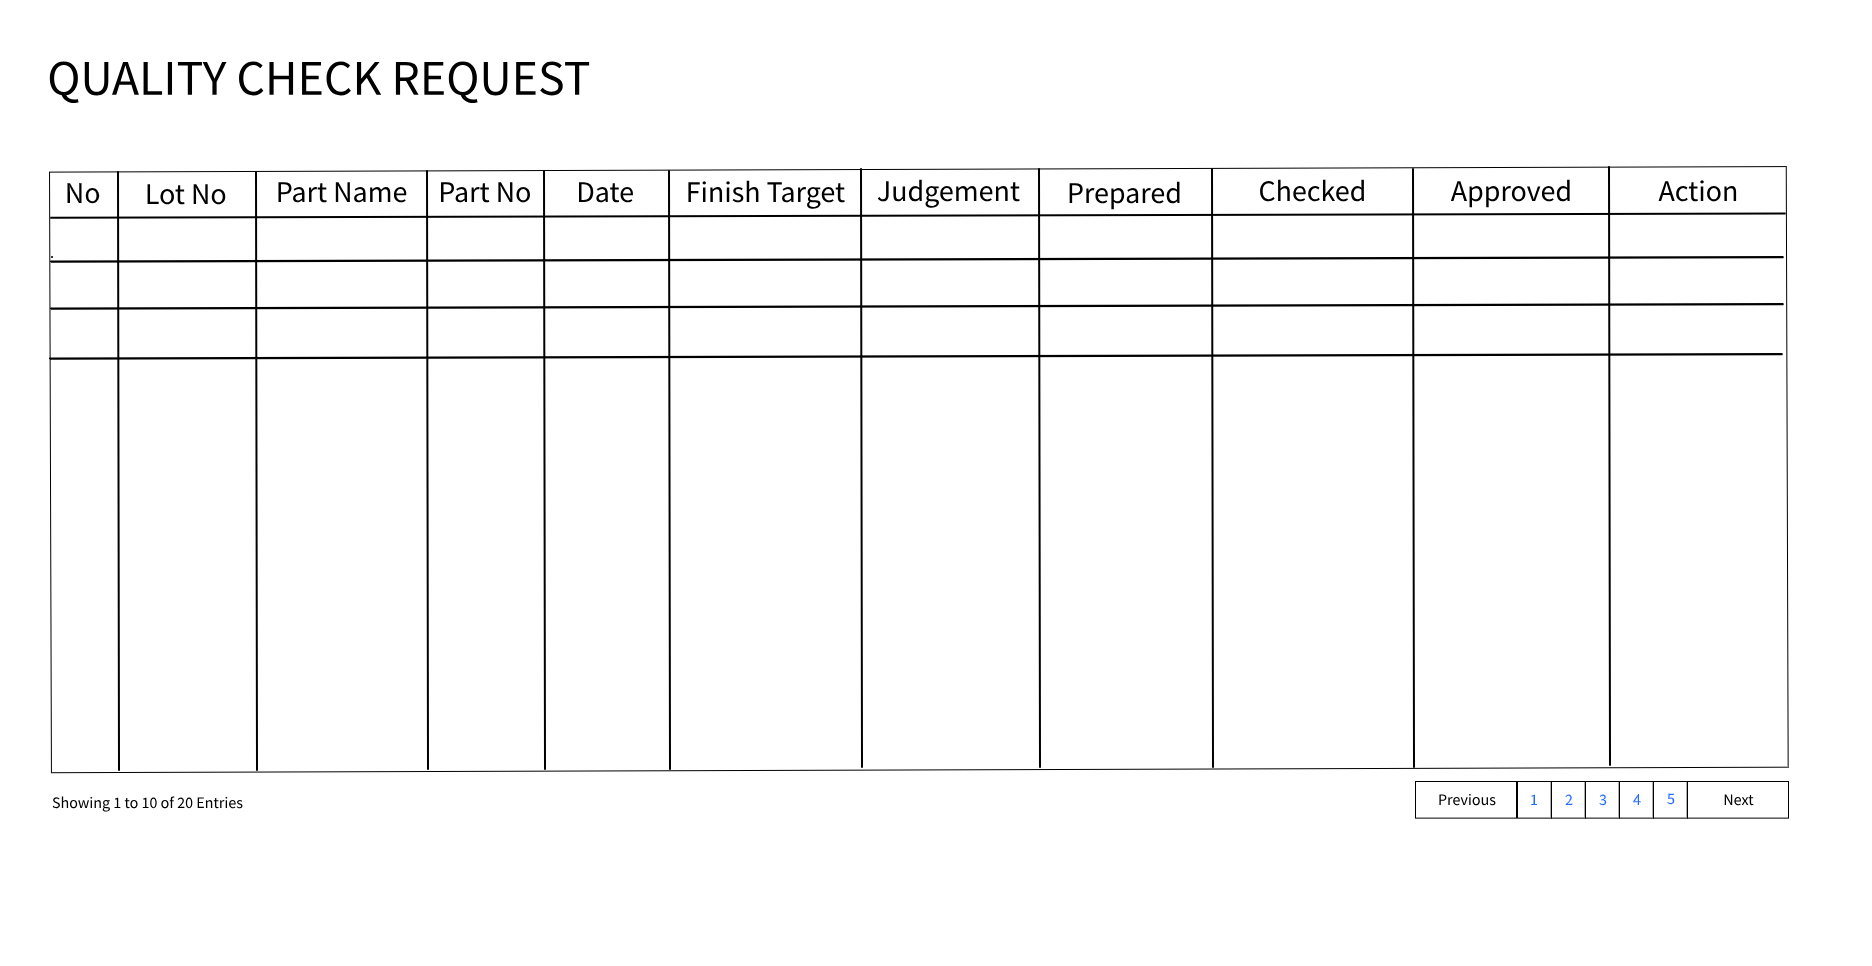 QUALITY CHECK REQUEST
No Lot No Part Name Part No Date Finish Target Judgement Prepared Checked Approved Action
Showing 1 to 10 of 20 Entries
Previous 1 2 3 4 5 Next